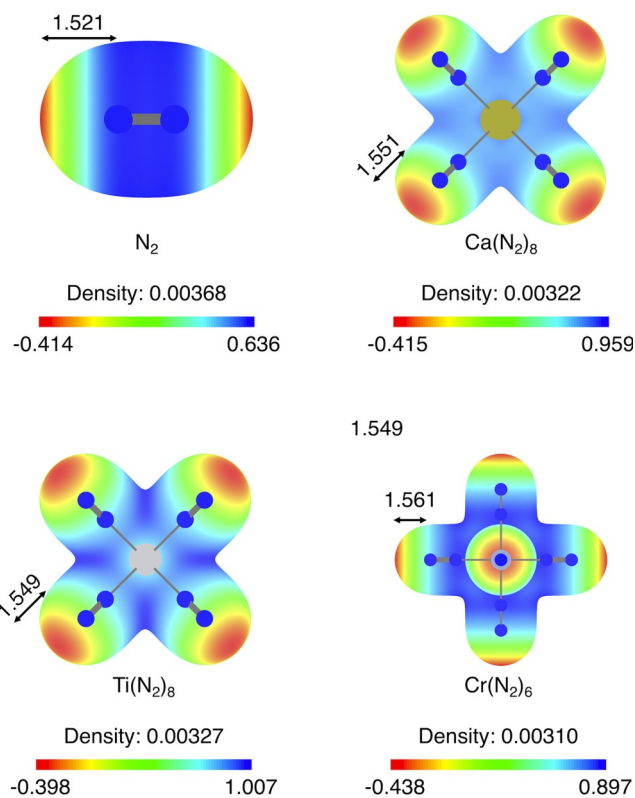 1.521
1.551
N₂
Ca(N₂)₈
Density: 0.00368
Density: 0.00322
-0.414 0.636
-0.415 0.959
1.549
1.561
1.549
Ti(N₂)₈
Cr(N₂)₆
Density: 0.00327
Density: 0.00310
-0.398 1.007
-0.438 0.897